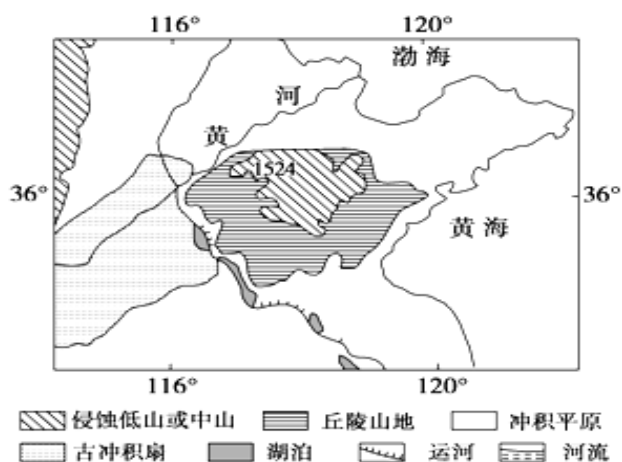 116° 120°
渤海
黄河
1524
36° 36°
黄海
116° 120°
侵蚀低山或中山 丘陵山地 冲积平原
古冲积扇 湖泊 运河 河流